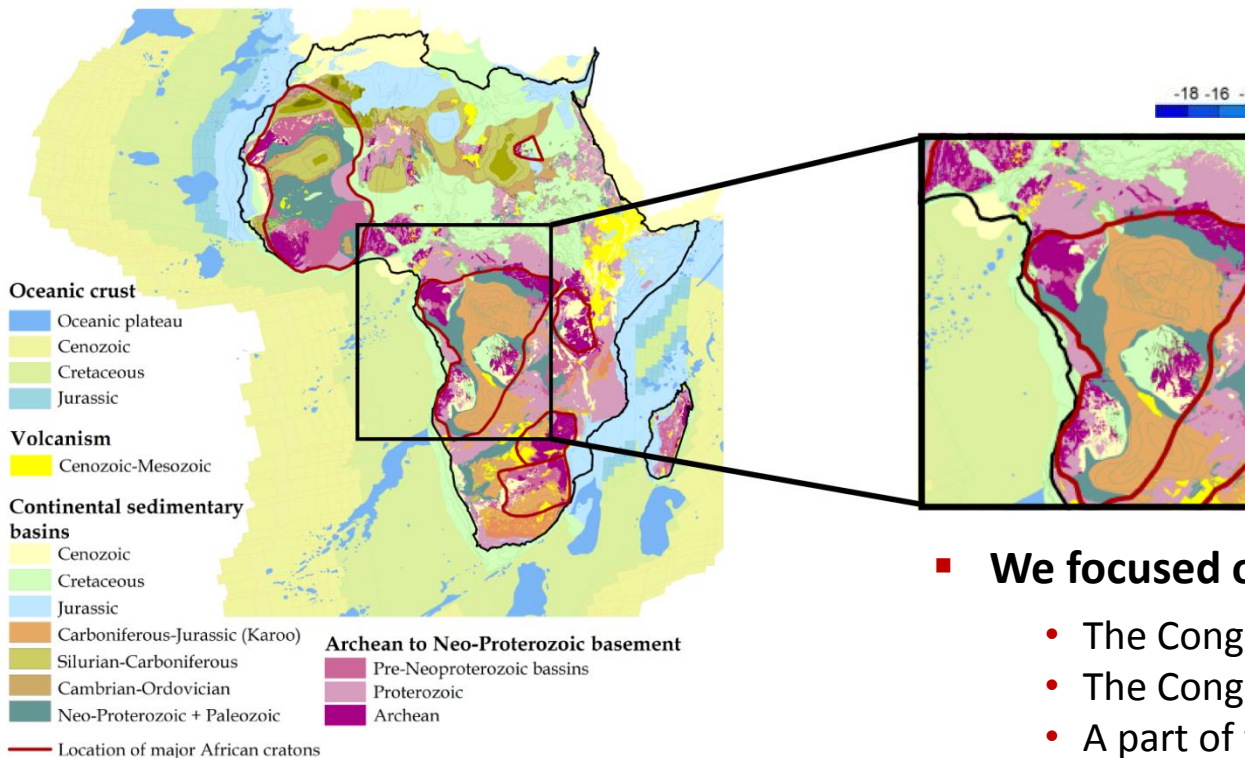 Oceanic crust
Oceanic plateau
Cenozoic
Cretaceous
Jurassic
Volcanism
Cenozoic-Mesozoic
Continental sedimentary
basins
Cenozoic
Cretaceous
Jurassic
Carboniferous-Jurassic (Karoo)
Silurian-Carboniferous
Cambrian-Ordovician
Neo-Proterozoic + Paleozoic
Location of major African cratons
Archean to Neo-Proterozoic basement
Pre-Neoproterozoic bassins
Proterozoic
Archean
-18 -16 -
We focused
The Cong
The Cong
A part of